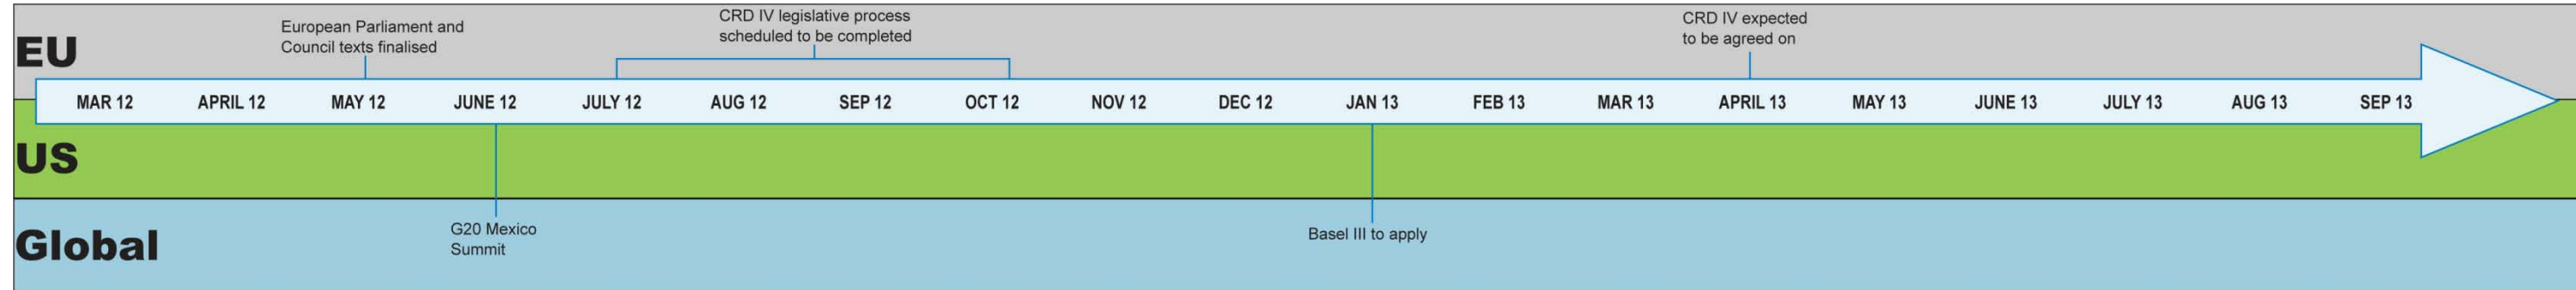 EU
European Parliament and
Council texts finalised
CRD IV legislative process
scheduled to be completed
CRD IV expected
to be agreed on
MAR 12 APRIL 12 MAY 12 JUNE 12 JULY 12 AUG 12 SEP 12 OCT 12 NOV 12 DEC 12 JAN 13 FEB 13 MAR 13 APRIL 13 MAY 13 JUNE 13 JULY 13 AUG 13 SEP 13
US
Global
G20 Mexico
Summit
Basel III to apply